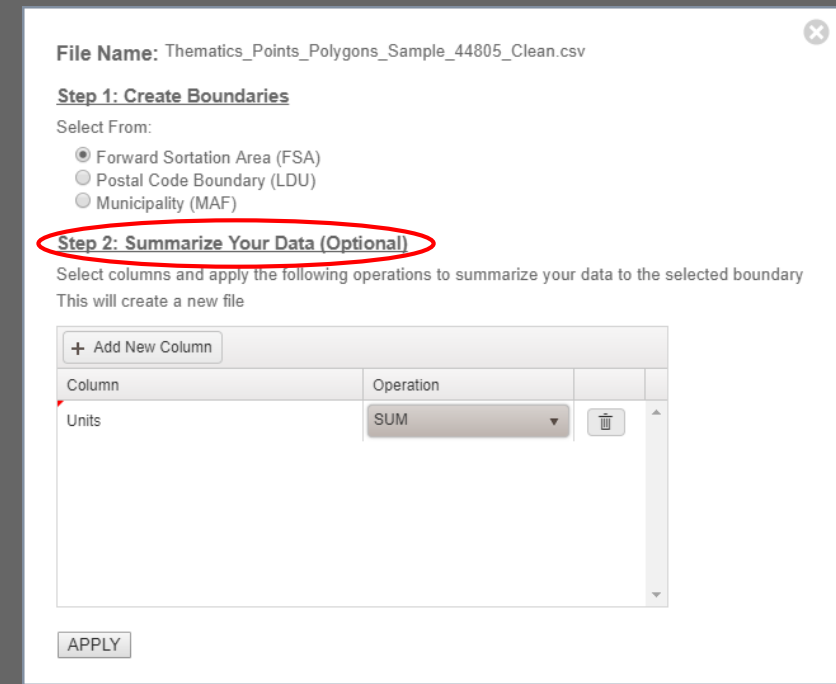 File Name: Thematics_Points_Polygons_Sample_44805_Clean.csv
Step 1: Create Boundaries
Select From:
Forward Sortation Area (FSA)
Postal Code Boundary (LDU)
Municipality (MAF)
Step 2: Summarize Your Data (Optional)
Select columns and apply the following operations to summarize your data to the selected boundary
This will create a new file
+ Add New Column
Column Operation
Units SUM
APPLY